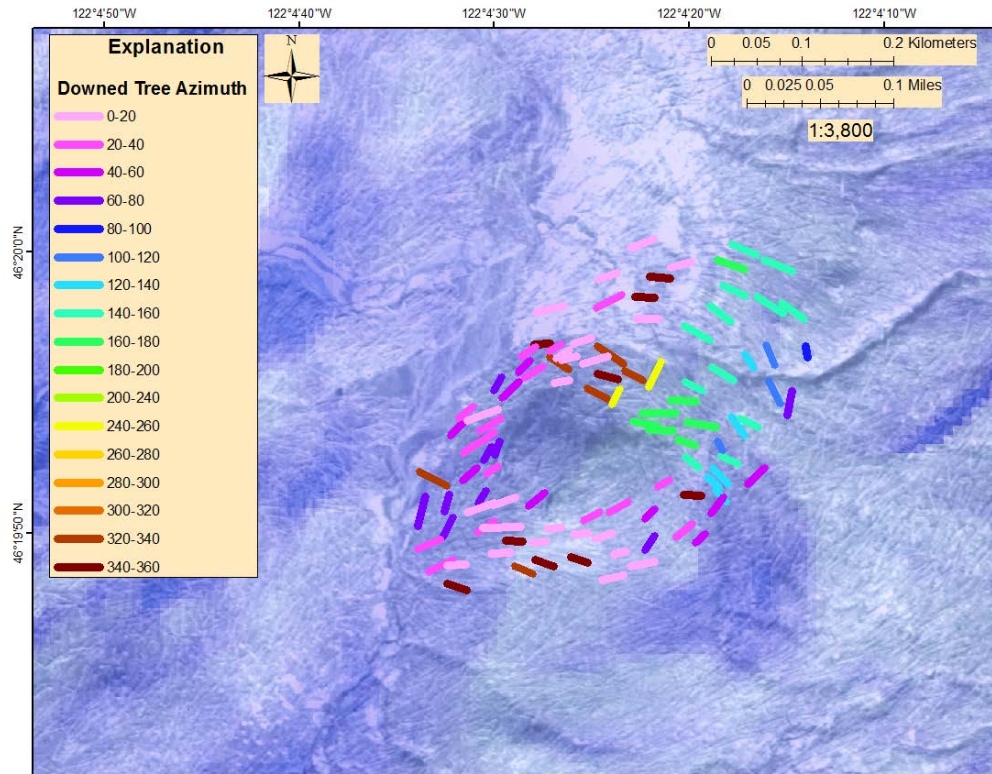 122°4'50"W 122°4'40"W 122°4'30"W 122°4'20"W 122°4'10"W
Explanation
Downed Tree Azimuth
0-20
20-40
40-60
60-80
80-100
100-120
120-140
140-160
160-180
180-200
200-240
240-260
260-280
280-300
300-320
320-340
340-360
N
0 0.05 0.1 0.2 Kilometers
0 0.025 0.05 0.1 Miles
1:3,800
46°20'0"N
46°19'50"N